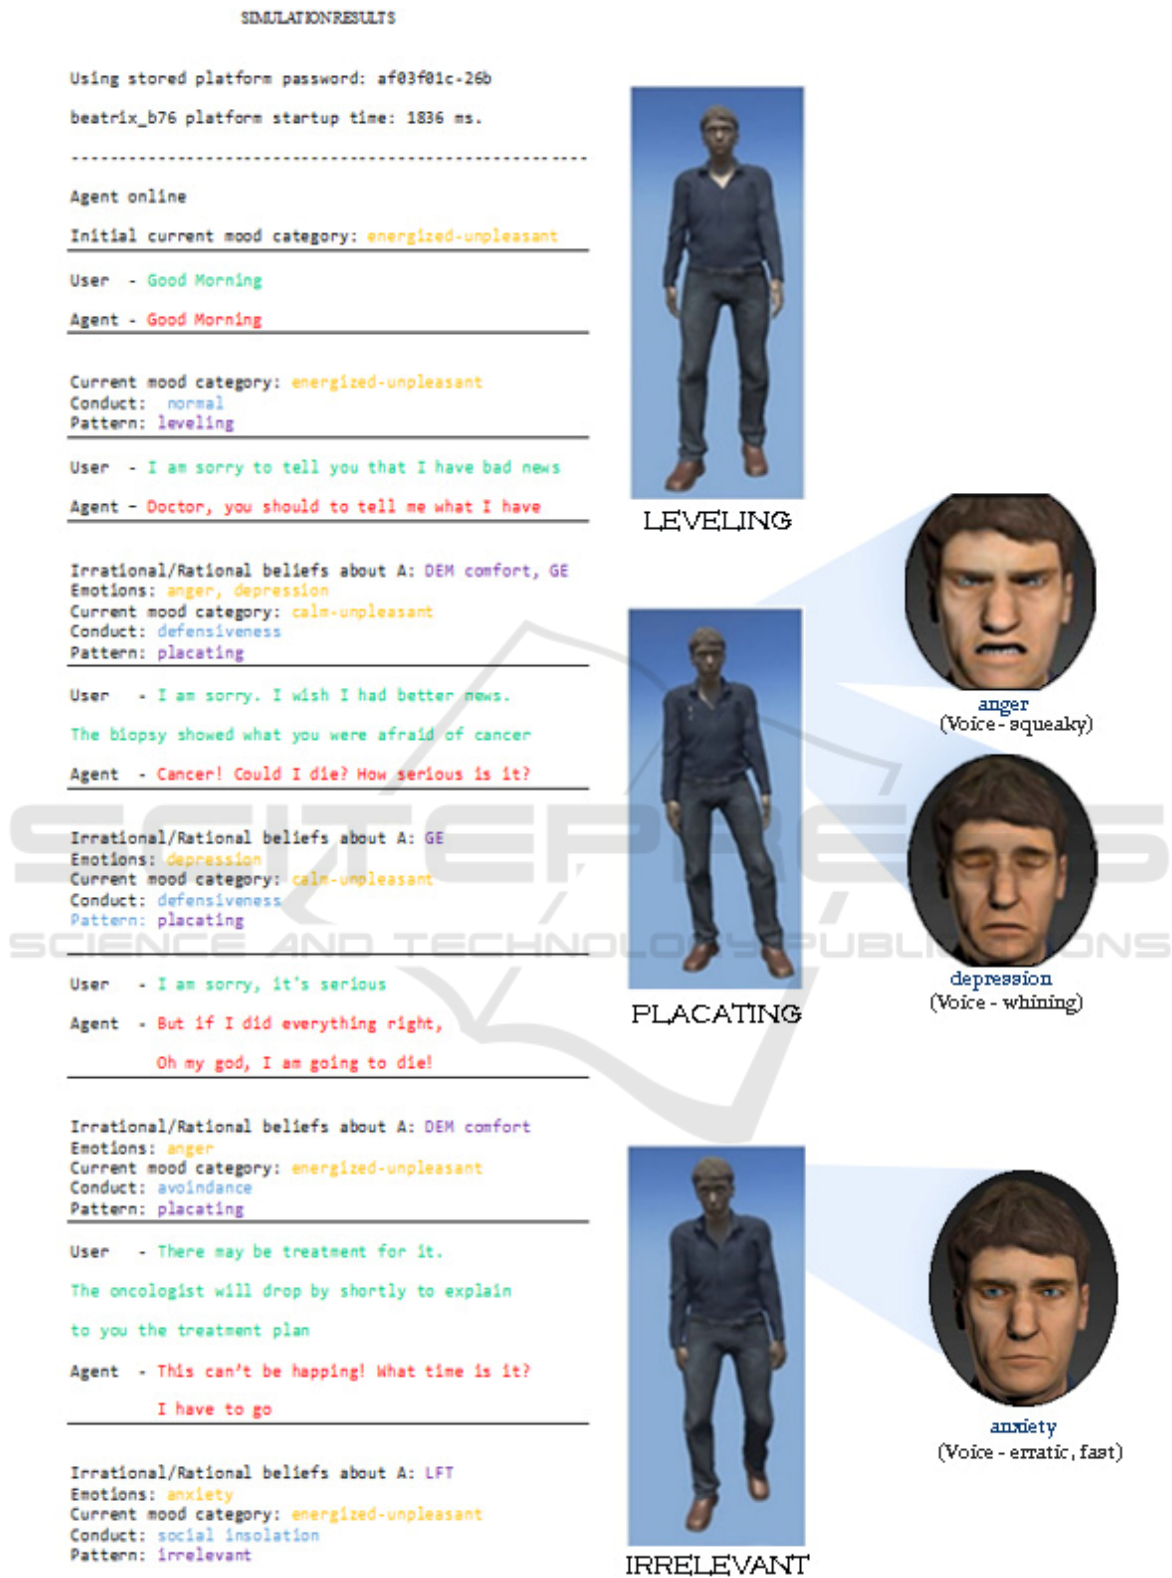 SIMULATION RESULTS
Using stored platform password: af03f01c-26b
beatrix_b76 platform startup time: 1836 ms.
------------------------------------------------------
Agent online
Initial current mood category: energized-unpleasant
User - Good Morning
Agent - Good Morning
Current mood category: energized-unpleasant
Conduct: normal
Pattern: leveling
User - I am sorry to tell you that I have bad news
Agent – Doctor, you should to tell me what I have
Irrational/Rational beliefs about A: DEM comfort, GE
Emotions: anger, depression
Current mood category: calm-unpleasant
Conduct: defensiveness
Pattern: placating
User - I am sorry. I wish I had better news.
The biopsy showed what you were afraid of cancer
Agent - Cancer! Could I die? How serious is it?
Irrational/Rational beliefs about A: GE
Emotions: depression
Current mood category: calm-unpleasant
Conduct: defensiveness
Pattern: placating
User - I am sorry, it's serious
Agent - But if I did everything right,
Oh my god, I am going to die!
Irrational/Rational beliefs about A: DEM comfort
Emotions: anger
Current mood category: energized-unpleasant
Conduct: avoindance
Pattern: placating
User - There may be treatment for it.
The oncologist will drop by shortly to explain
to you the treatment plan
Agent - This can't be happing! What time is it?
I have to go
Irrational/Rational beliefs about A: LFT
Emotions: anxiety
Current mood category: energized-unpleasant
Conduct: social insolation
Pattern: irrelevant
LEVELING
anger
(Voice - squeaky)
depression
(Voice - whining)
PLACATING
anxiety
(Voice - erratic, fast)
IRRELEVANT
SCITEPRESS
SCIENCE AND TECHNOLOGY PUBLICATIONS